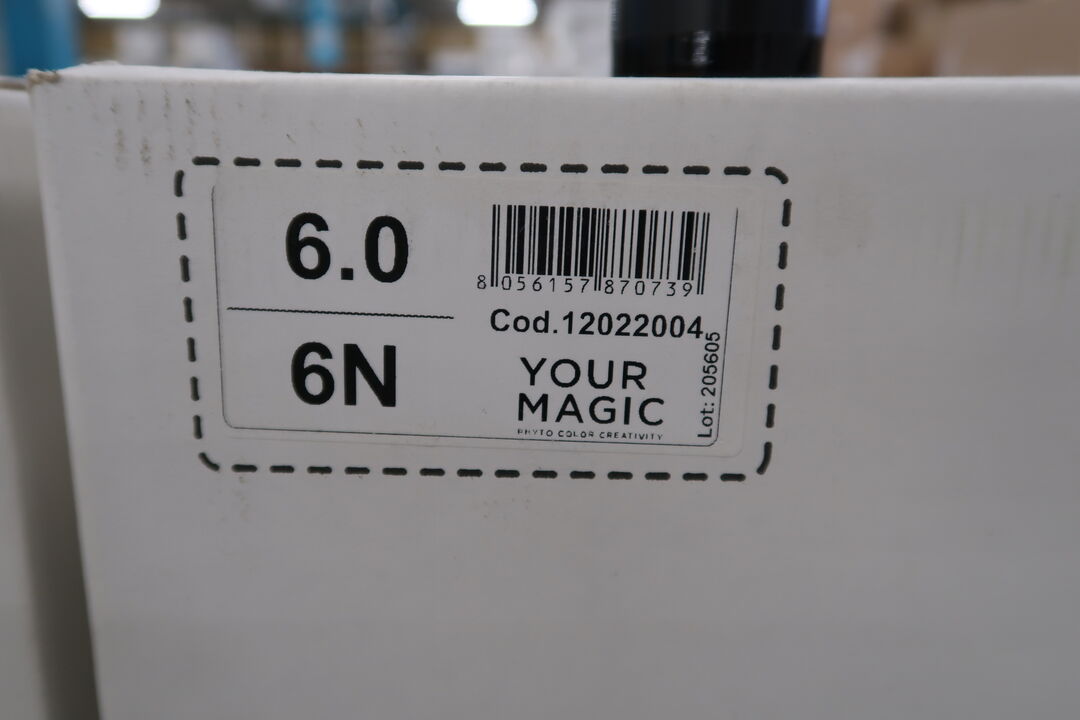 6.0
6N
8 056157 870739
Cod.12022004
YOUR
MAGIC
PHYTO COLOR CREATIVITY
Lot: 205605